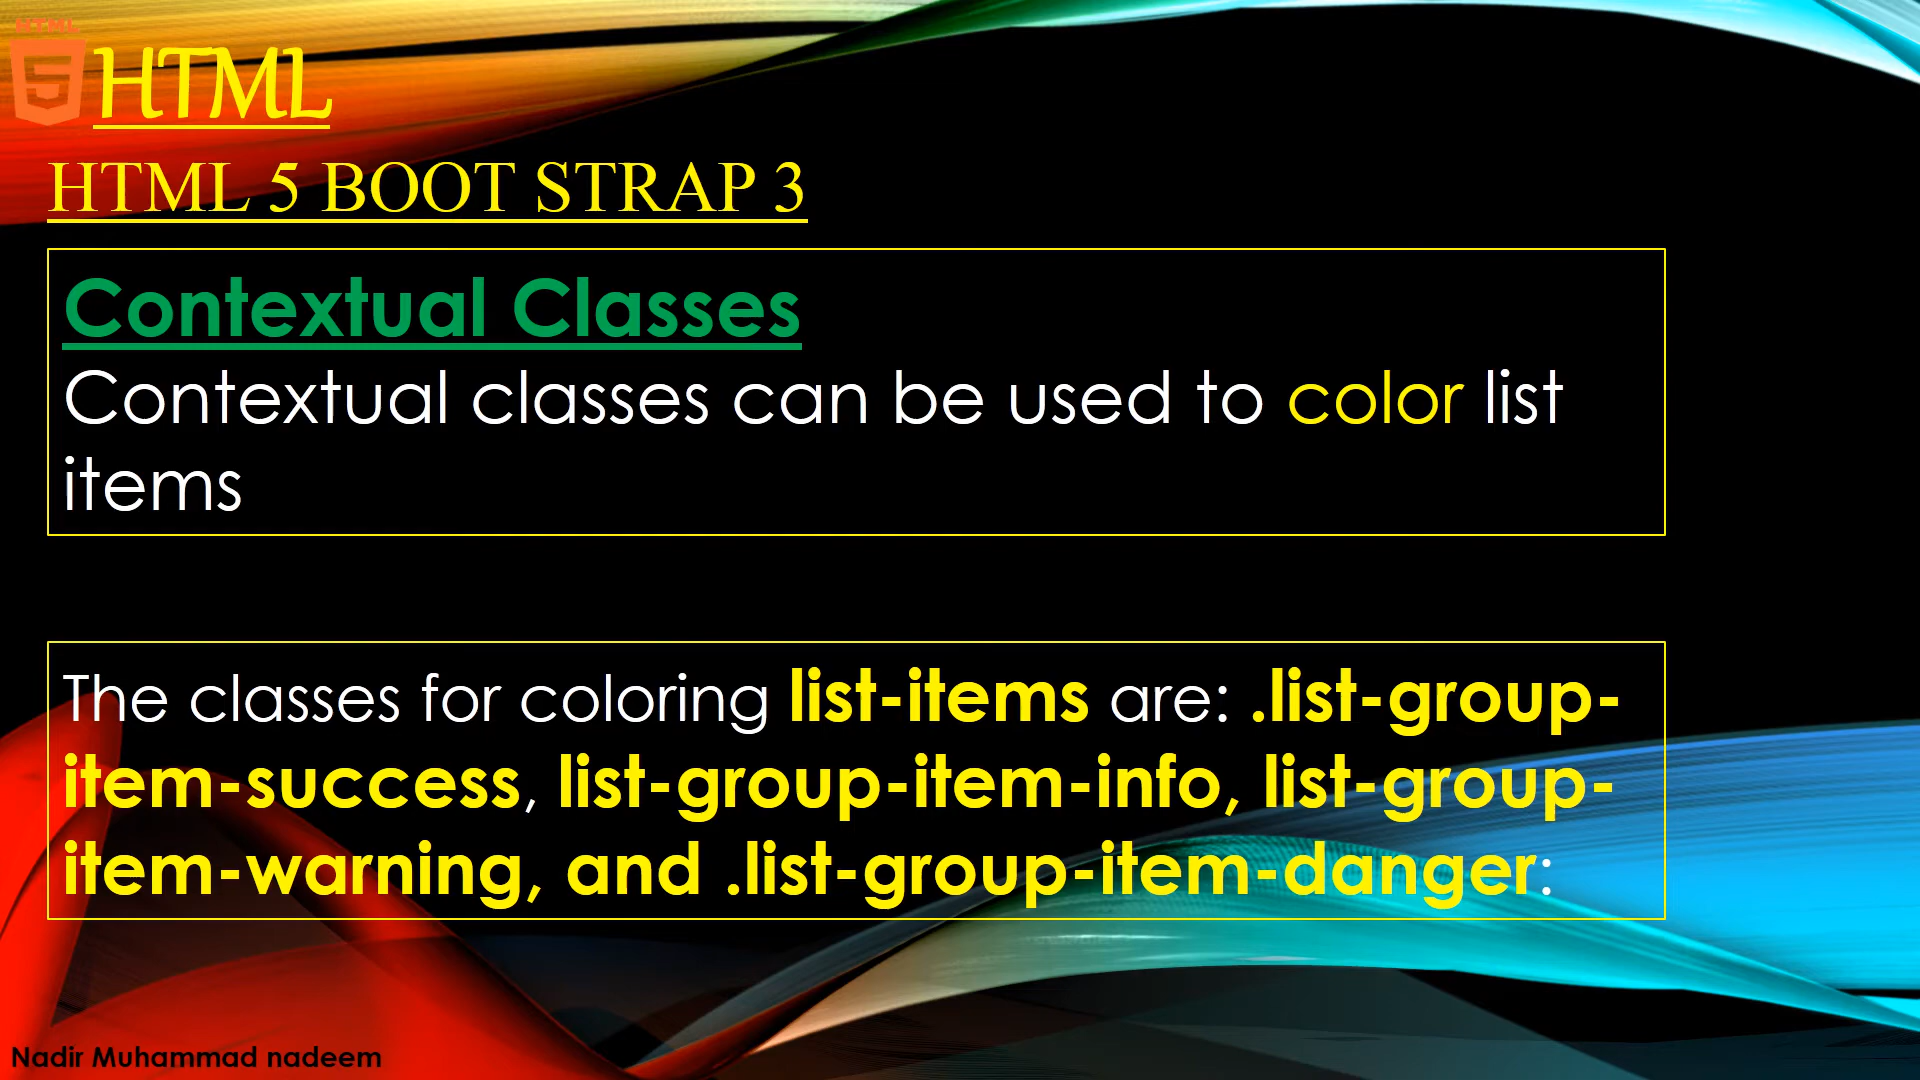 HTML
5
HTML
HTML 5 BOOT STRAP 3
Contextual Classes
Contextual classes can be used to color list
items
The classes for coloring list-items are: .list-group-
item-success, list-group-item-info, list-group-
item-warning, and .list-group-item-danger:
Nadir Muhammad nadeem